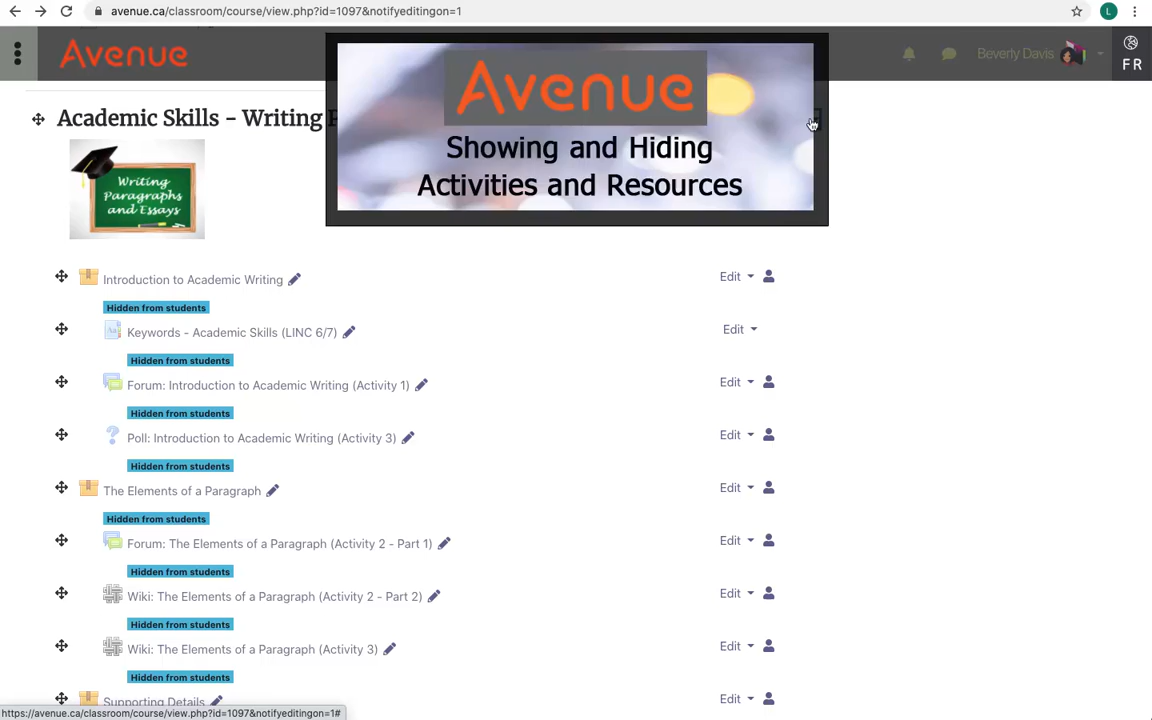 avenue.ca/classroom/course/view.php?id=1097&notifyeditingon=1
L
Avenue
Beverly Davis
FR
Academic Skills - Writing
Avenue
Showing and Hiding
Activities and Resources
Writing
Paragraphs
and Essays
Introduction to Academic Writing
Edit
Hidden from students
Keywords - Academic Skills (LINC 6/7)
Edit
Hidden from students
Forum: Introduction to Academic Writing (Activity 1)
Edit
Hidden from students
Poll: Introduction to Academic Writing (Activity 3)
Edit
Hidden from students
The Elements of a Paragraph
Edit
Hidden from students
Forum: The Elements of a Paragraph (Activity 2 - Part 1)
Edit
Hidden from students
Wiki: The Elements of a Paragraph (Activity 2 - Part 2)
Edit
Hidden from students
Wiki: The Elements of a Paragraph (Activity 3)
Edit
Hidden from students
Supporting Details
Edit
https://avenue.ca/classroom/course/view.php?id=1097&notifyeditingon=1#